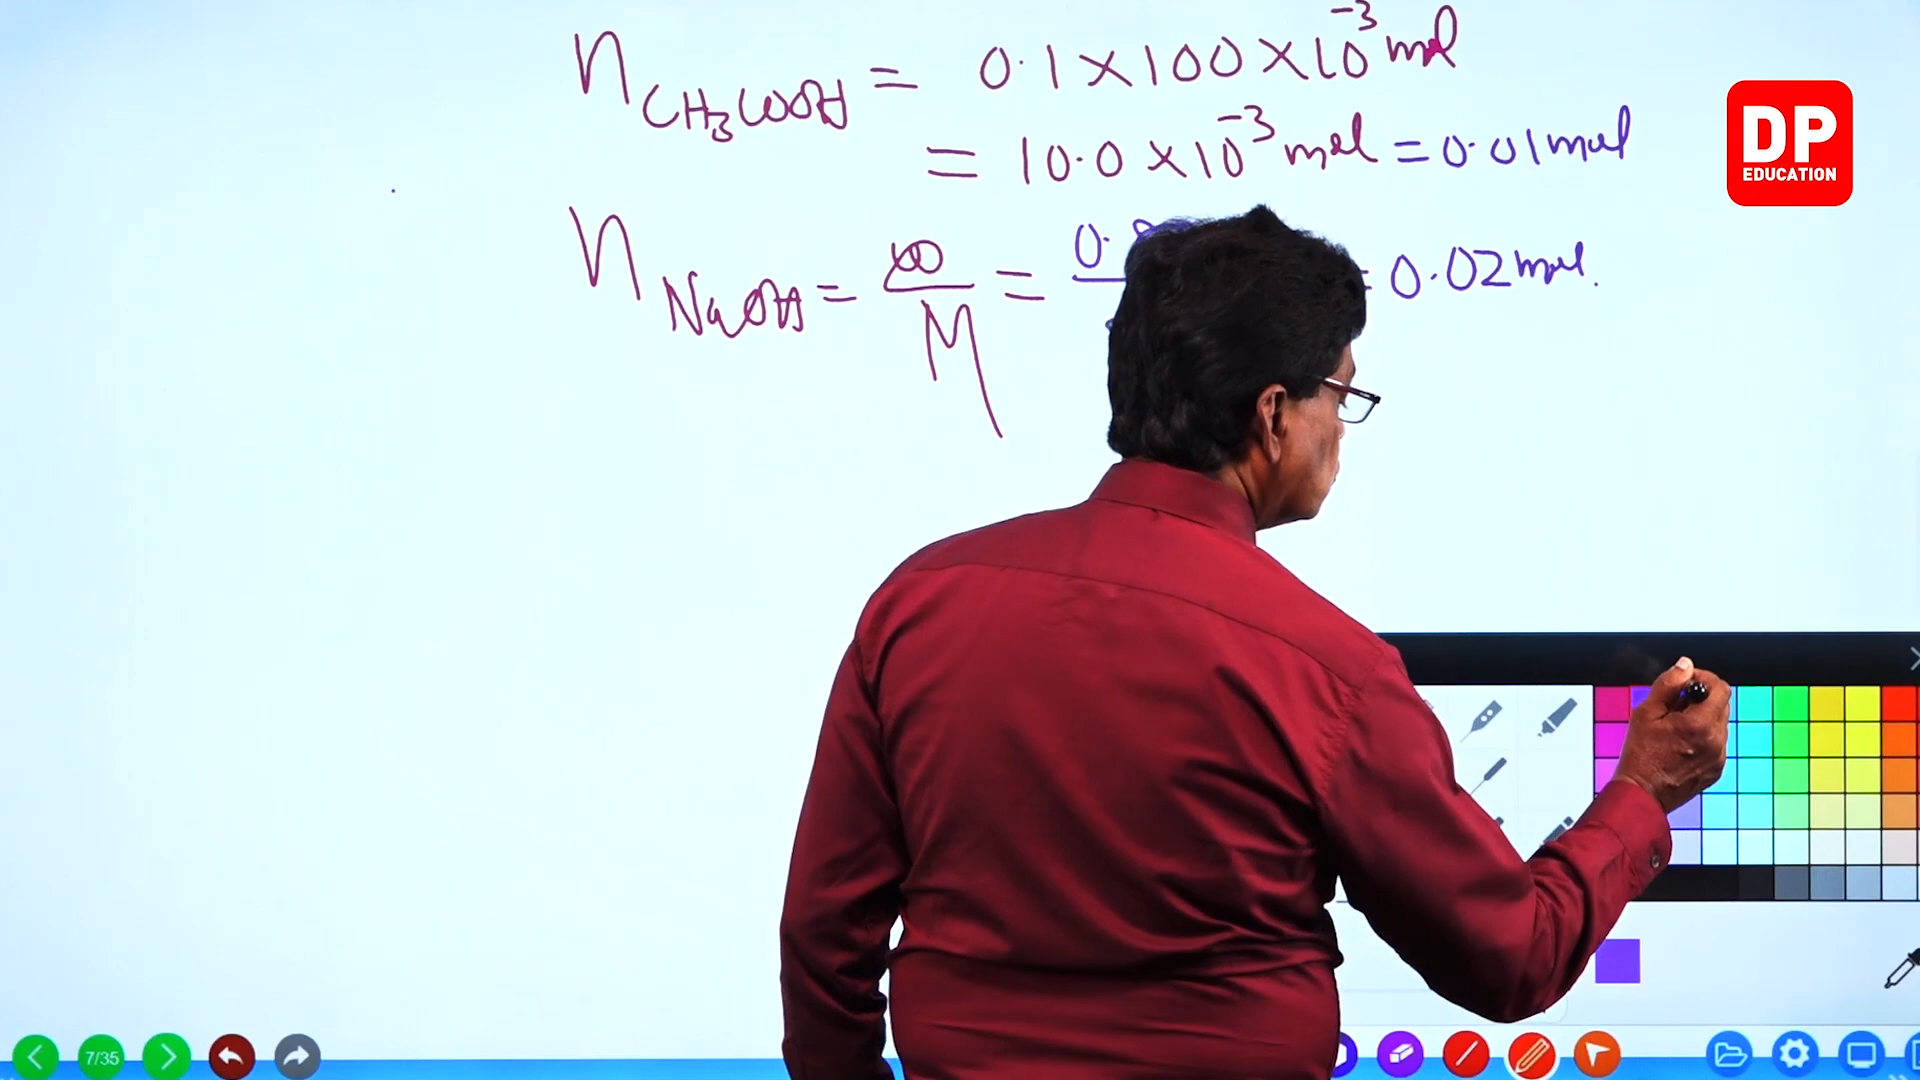 n CH₃COOH = 0.1 × 100 × 10⁻³ mol
= 10.0 × 10⁻³ mol = 0.01 mol
n NaOH = ω/M = 0. = 0.02 mol.
DP
EDUCATION
7/35